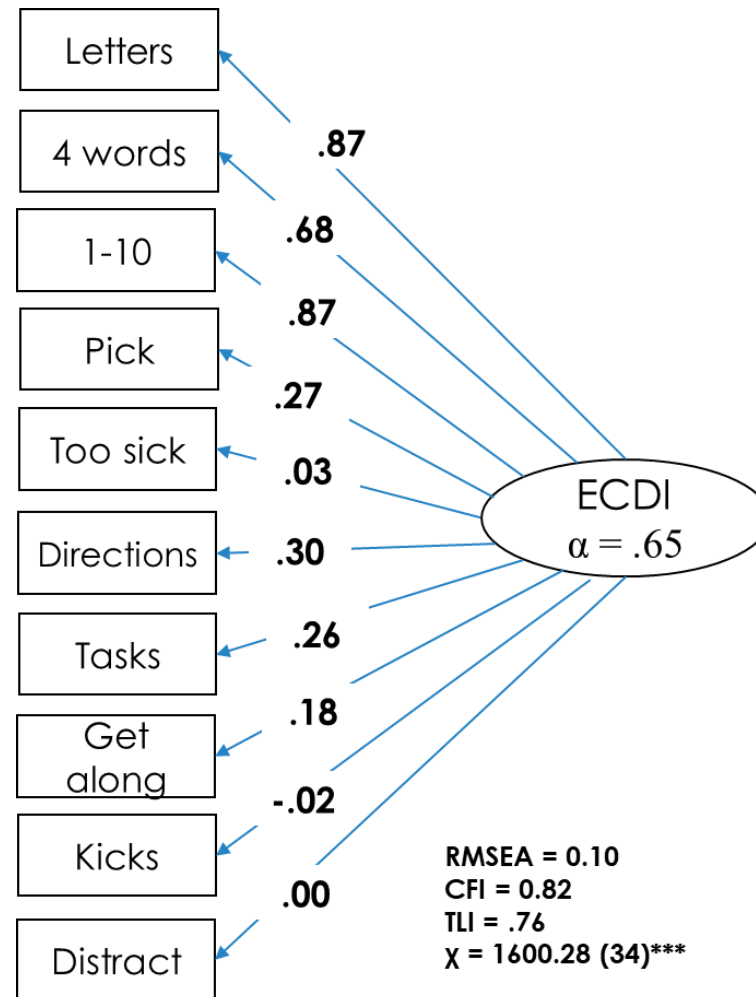 Letters
.87
4 words
.68
1-10
.87
Pick
.27
Too sick
.03
ECDI
α = .65
Directions
.30
Tasks
.26
Get
along
.18
Kicks
-.02
Distract
.00
RMSEA = 0.10
CFI = 0.82
TLI = .76
χ = 1600.28 (34)***